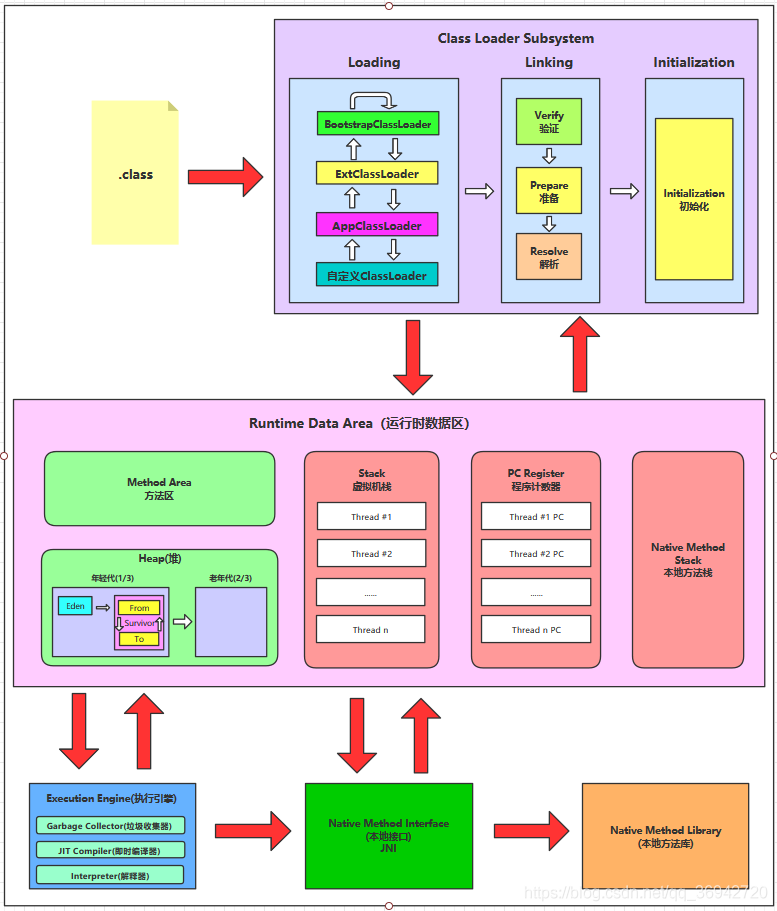 Class Loader Subsystem
Loading
Linking
Initialization
.class
BootstrapClassLoader
ExtClassLoader
AppClassLoader
自定义ClassLoader
Verify
验证
Prepare
准备
Resolve
解析
Initialization
初始化
Runtime Data Area（运行时数据区）
Method Area
方法区
Heap(堆)
年轻代(1/3)
老年代(2/3)
Eden
From
Survivor
To
Stack
虚拟机栈
Thread #1
Thread #2
......
Thread n
PC Register
程序计数器
Thread #1 PC
Thread #2 PC
......
Thread n PC
Native Method
Stack
本地方法栈
Execution Engine(执行引擎)
Garbage Collector(垃圾收集器)
JIT Compiler(即时编译器)
Interpreter(解释器)
Native Method Interface
(本地接口)
JNI
Native Method Library
(本地方法库)
https://blog.csdn.net/qq_36942720